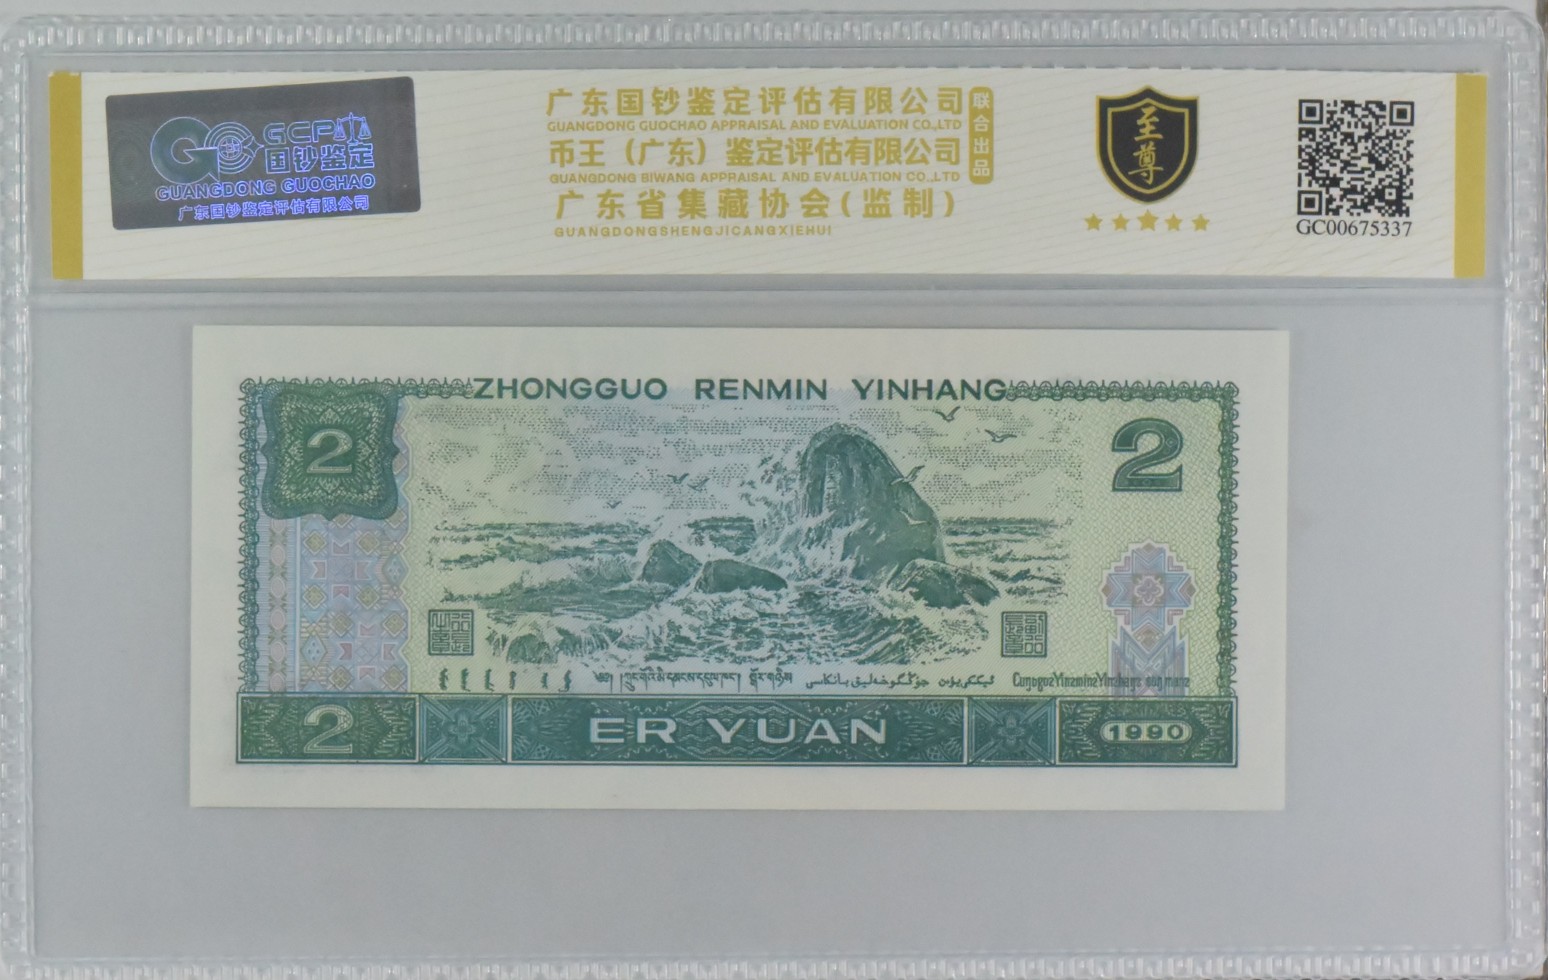 GCP
国钞鉴定
GUANGDONG GUOCHAO
广东国钞鉴定评估有限公司
广东国钞鉴定评估有限公司
GUANGDONG GUOCHAO APPRAISAL AND EVALUATION CO.,LTD
币王（广东）鉴定评估有限公司
GUANGDONG BIWANG APPRAISAL AND EVALUATION CO.,LTD
广东省集藏协会(监制)
GUANGDONGSHENGJICANGXIEHUI
联合出品
至尊
GC00675337
ZHONGGUO RENMIN YINHANG
2
2
Cunggoz Yinzminz Yinzhangz
2
ER YUAN
1990